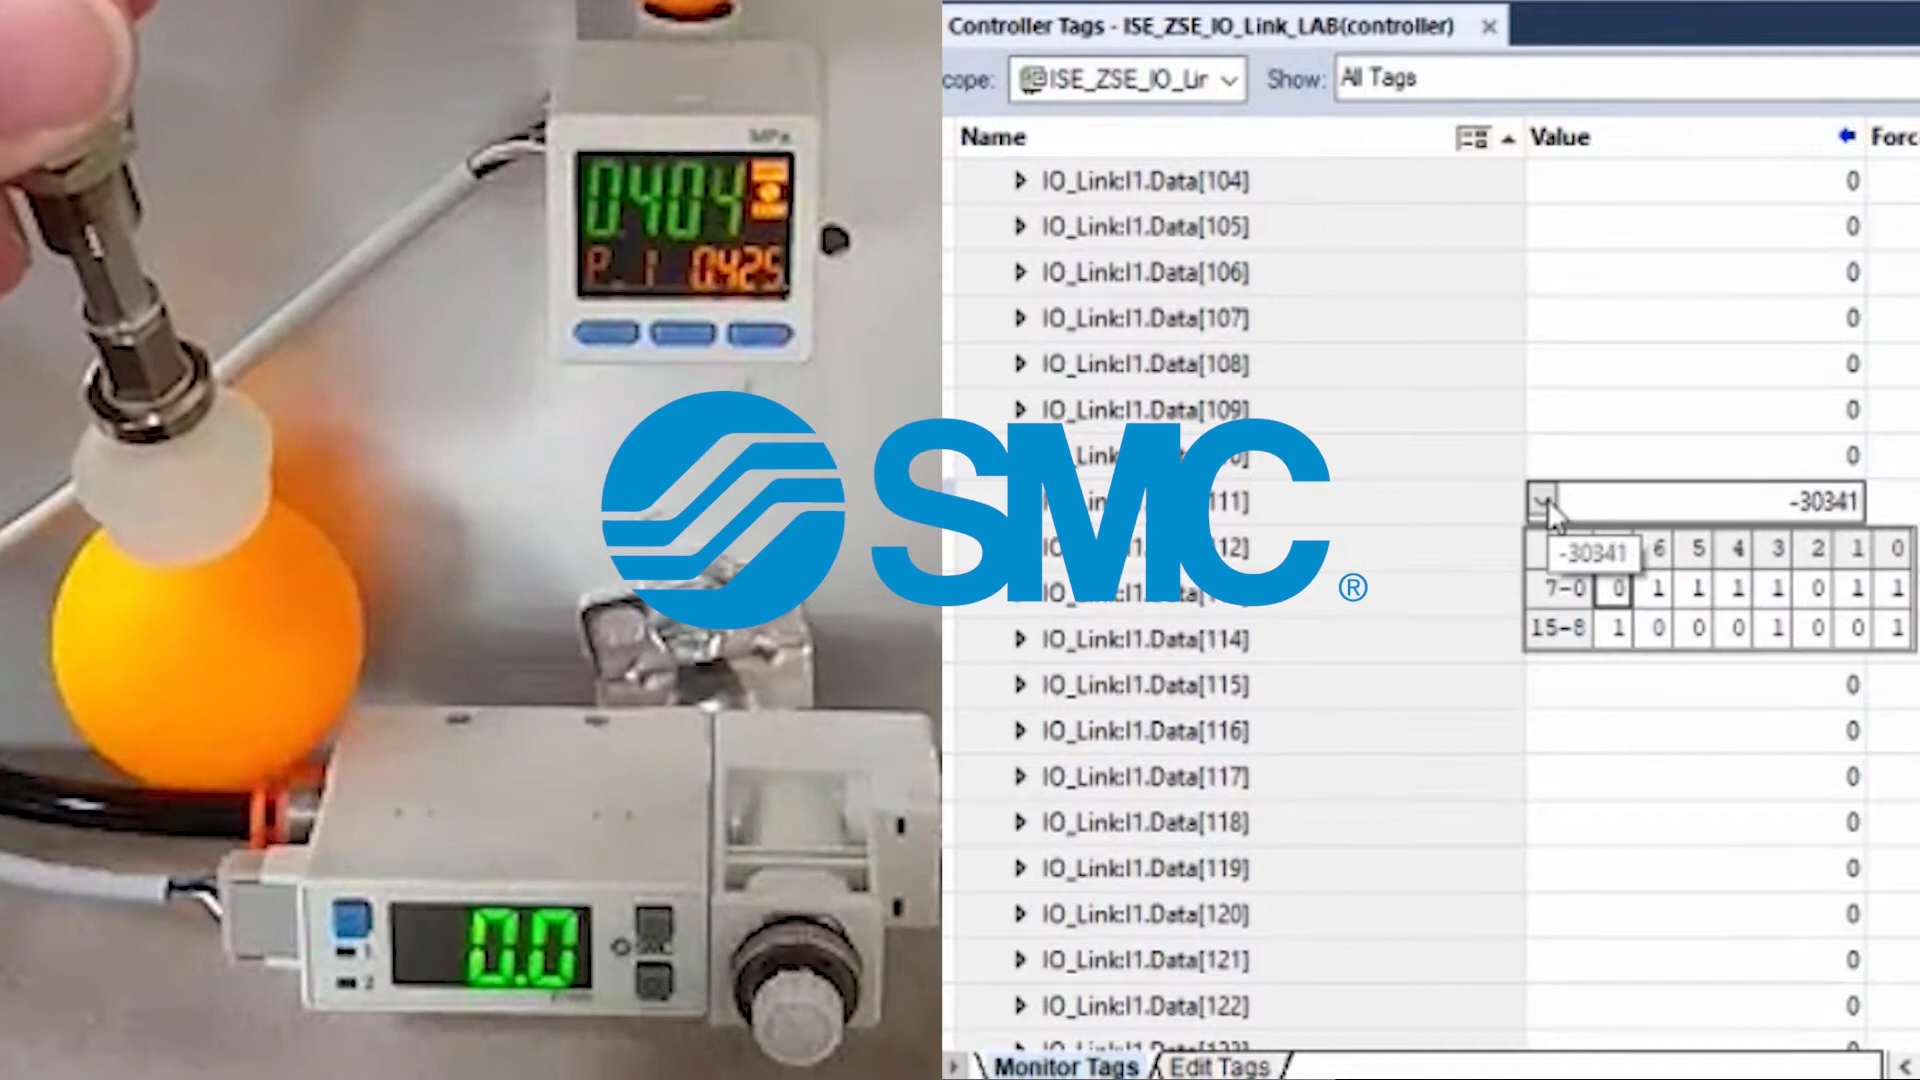 MPa
0.404
P_1 0.425
0.0
1
2
SMC
®
Controller Tags - ISE_ZSE_IO_Link_LAB(controller)
cope: ISE_ZSE_IO_Lir Show: All Tags
Name Value Forc
IO_Link:I1.Data[104] 0
IO_Link:I1.Data[105] 0
IO_Link:I1.Data[106] 0
IO_Link:I1.Data[107] 0
IO_Link:I1.Data[108] 0
IO_Link:I1.Data[109] 0
0
111] -30341
12] 6 5 4 3 2 1 0
-30341
7-0 0 1 1 1 1 0 1 1
15-8 1 0 0 0 1 0 0 1
[114]
IO_Link:I1.Data[115] 0
IO_Link:I1.Data[116] 0
IO_Link:I1.Data[117] 0
IO_Link:I1.Data[118] 0
IO_Link:I1.Data[119] 0
IO_Link:I1.Data[120] 0
IO_Link:I1.Data[121] 0
IO_Link:I1.Data[122] 0
Monitor Tags Edit Tags